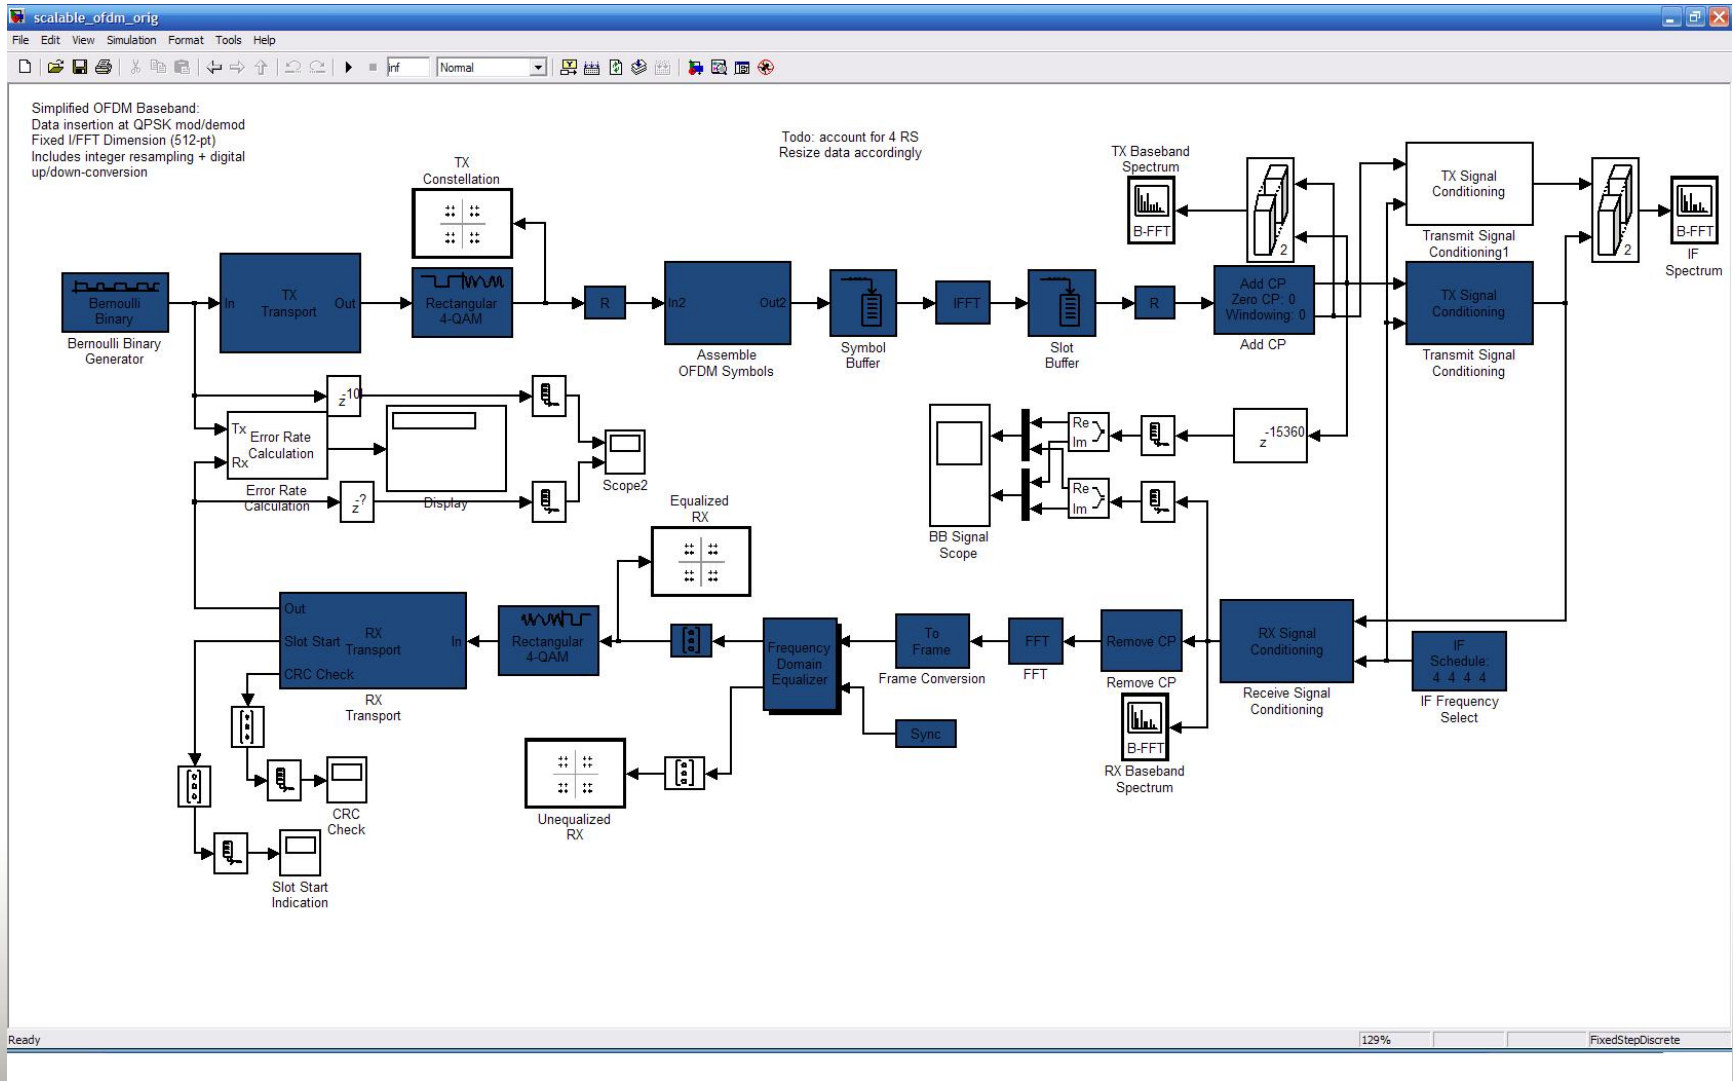 scalable_ofdm_orig
File Edit View Simulation Format Tools Help
inf
Normal
Simplified OFDM Baseband:
Data insertion at QPSK mod/demod
Fixed I/FFT Dimension (512-pt)
Includes integer resampling + digital
up/down-conversion
Todo: account for 4 RS
Resize data accordingly
TX
Constellation
TX Baseband
Spectrum
B-FFT
2
TX Signal
Conditioning
Transmit Signal
Conditioning1
2
B-FFT
IF
Spectrum
Bernoulli
Binary
Bernoulli Binary
Generator
In
TX
Transport
Out
Rectangular
4-QAM
R
In2
Out2
Assemble
OFDM Symbols
Symbol
Buffer
IFFT
Slot
Buffer
R
Add CP
Zero CP: 0
Windowing: 0
Add CP
TX Signal
Conditioning
Transmit Signal
Conditioning
z
Tx
Rx
Error Rate
Calculation
Error Rate
Calculation
Display
z-?
Scope2
BB Signal
Scope
Re
Im
Re
Im
z-15360
Equalized
RX
Out
Slot Start
CRC Check
RX
Transport
In
RX
Transport
Rectangular
4-QAM
Frequency
Domain
Equalizer
To
Frame
Frame Conversion
FFT
FFT
Remove CP
Remove CP
RX Signal
Conditioning
Receive Signal
Conditioning
IF
Schedule:
4 4 4 4
IF Frequency
Select
Sync
B-FFT
RX Baseband
Spectrum
Unequalized
RX
CRC
Check
Slot Start
Indication
Ready
129%
FixedStepDiscrete